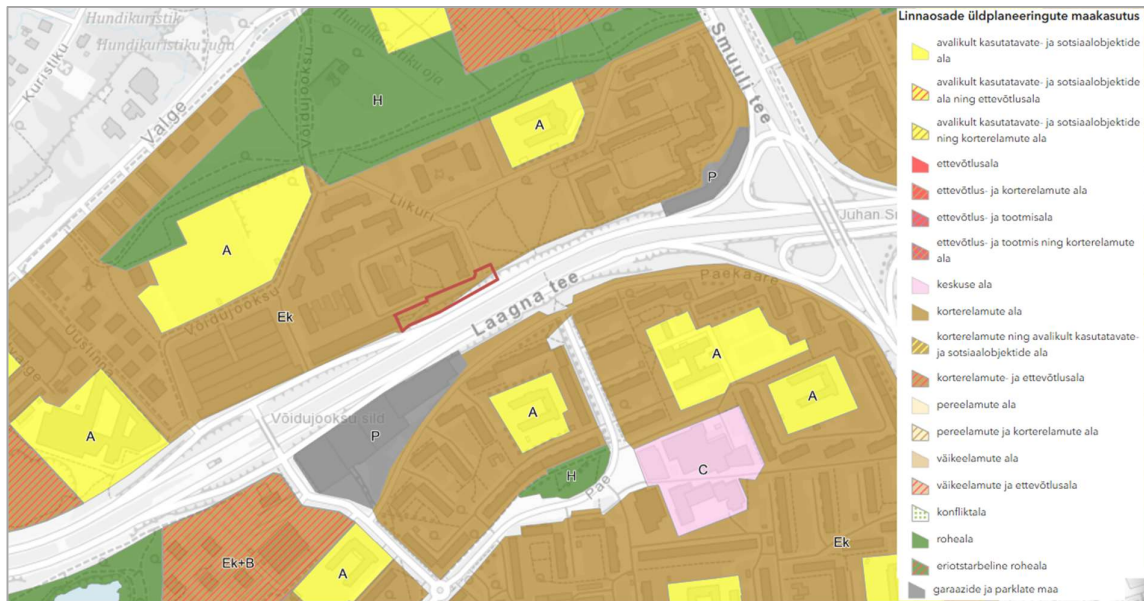 Linnaosade üldplaneeringute maakasutus
avalikult kasutatavate- ja sotsiaalobjektide
ala
avalikult kasutatavate- ja sotsiaalobjektide
ala ning ettevõtlusala
avalikult kasutatavate- ja sotsiaalobjektide
ning korterelamute ala
ettevõtlusala
ettevõtlus- ja korterelamute ala
ettevõtlus- ja tootmisala
ettevõtlus- ja tootmis ning korterelamute
ala
keskuse ala
korterelamute ala
korterelamute ning avalikult kasutatavate-
ja sotsiaalobjektide ala
korterelamute- ja ettevõtlusala
pereelamute ala
pereelamute ja korterelamute ala
väikeelamute ala
väikeelamute ja ettevõtlusala
konfliktala
roheala
eriotstarbeline roheala
garaazide ja parklate maa
Hundikuristik
Hundikuristiku juga
Kuristiku
Valge
Võidujooksu
H
A
Smuuli tee
P
Juhan
Liikuri
A
Võidujooksu
Ek
Laagna tee
Paekaare
A
A
A
A
Võidujooksu sild
P
H
Pae
C
Ek+B
A
Ek